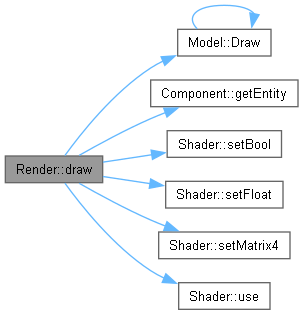 Model::Draw
Component::getEntity
Shader::setBool
Render::draw
Shader::setFloat
Shader::setMatrix4
Shader::use